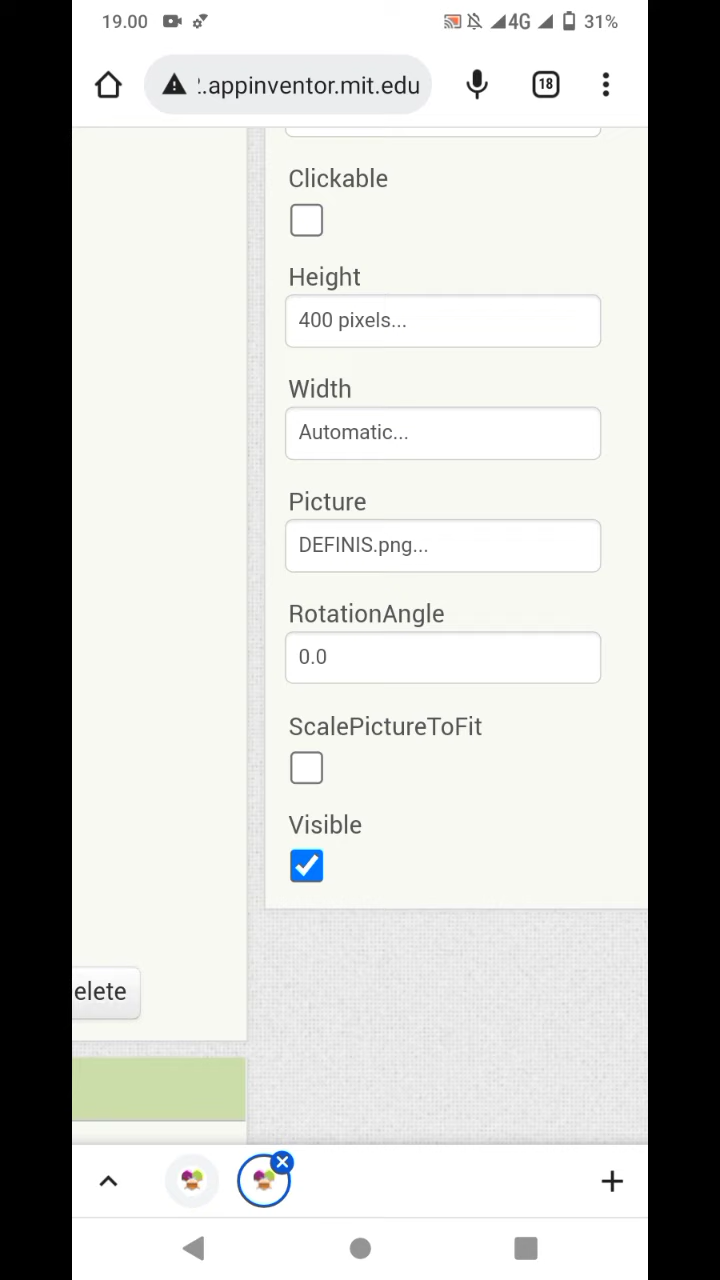 19.00 4G 31%
.appinventor.mit.edu 18
Clickable
Height
400 pixels...
Width
Automatic...
Picture
DEFINIS.png...
RotationAngle
0.0
ScalePictureToFit
Visible
elete